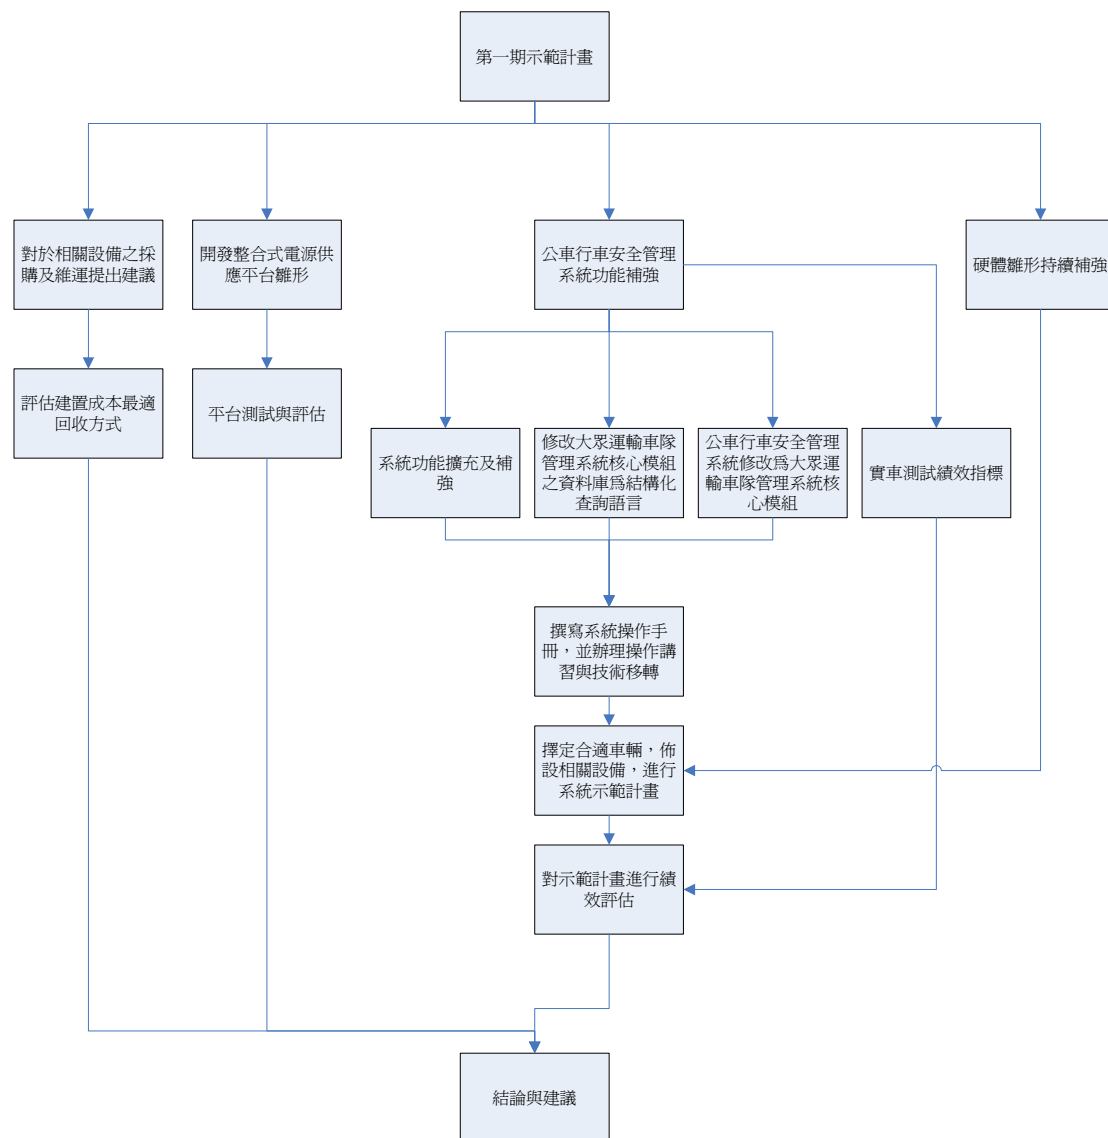 第一期示範計畫
對於相關設備之採
購及維運提出建議
開發整合式電源供
應平台雛形
公車行車安全管理
系統功能補強
硬體雛形持續補強
評估建置成本最適
回收方式
平台測試與評估
系統功能擴充及補
強
修改大眾運輸車隊
管理系統核心模組
之資料庫爲結構化
查詢語言
公車行車安全管理
系統修改爲大眾運
輸車隊管理系統核
心模組
實車測試績效指標
撰寫系統操作手
冊，並辦理操作講
習與技術移轉
擇定合適車輛，佈
設相關設備，進行
系統示範計畫
對示範計畫進行績
效評估
結論與建議